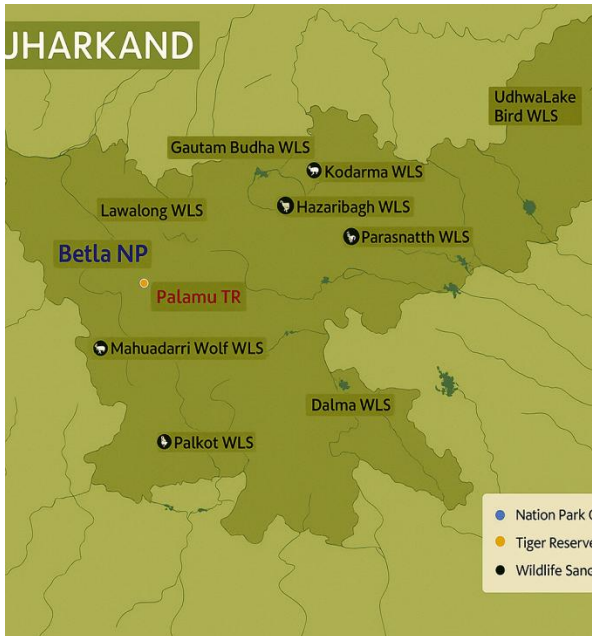 JHARKAND
UdhwaLake
Bird WLS
Gautam Budha WLS
Kodarma WLS
Hazaribagh WLS
Lawalong WLS
Parasnatth WLS
Betla NP
Palamu TR
Mahuadarri Wolf WLS
Dalma WLS
Palkot WLS
Nation Park
Tiger Reserve
Wildlife Sanc